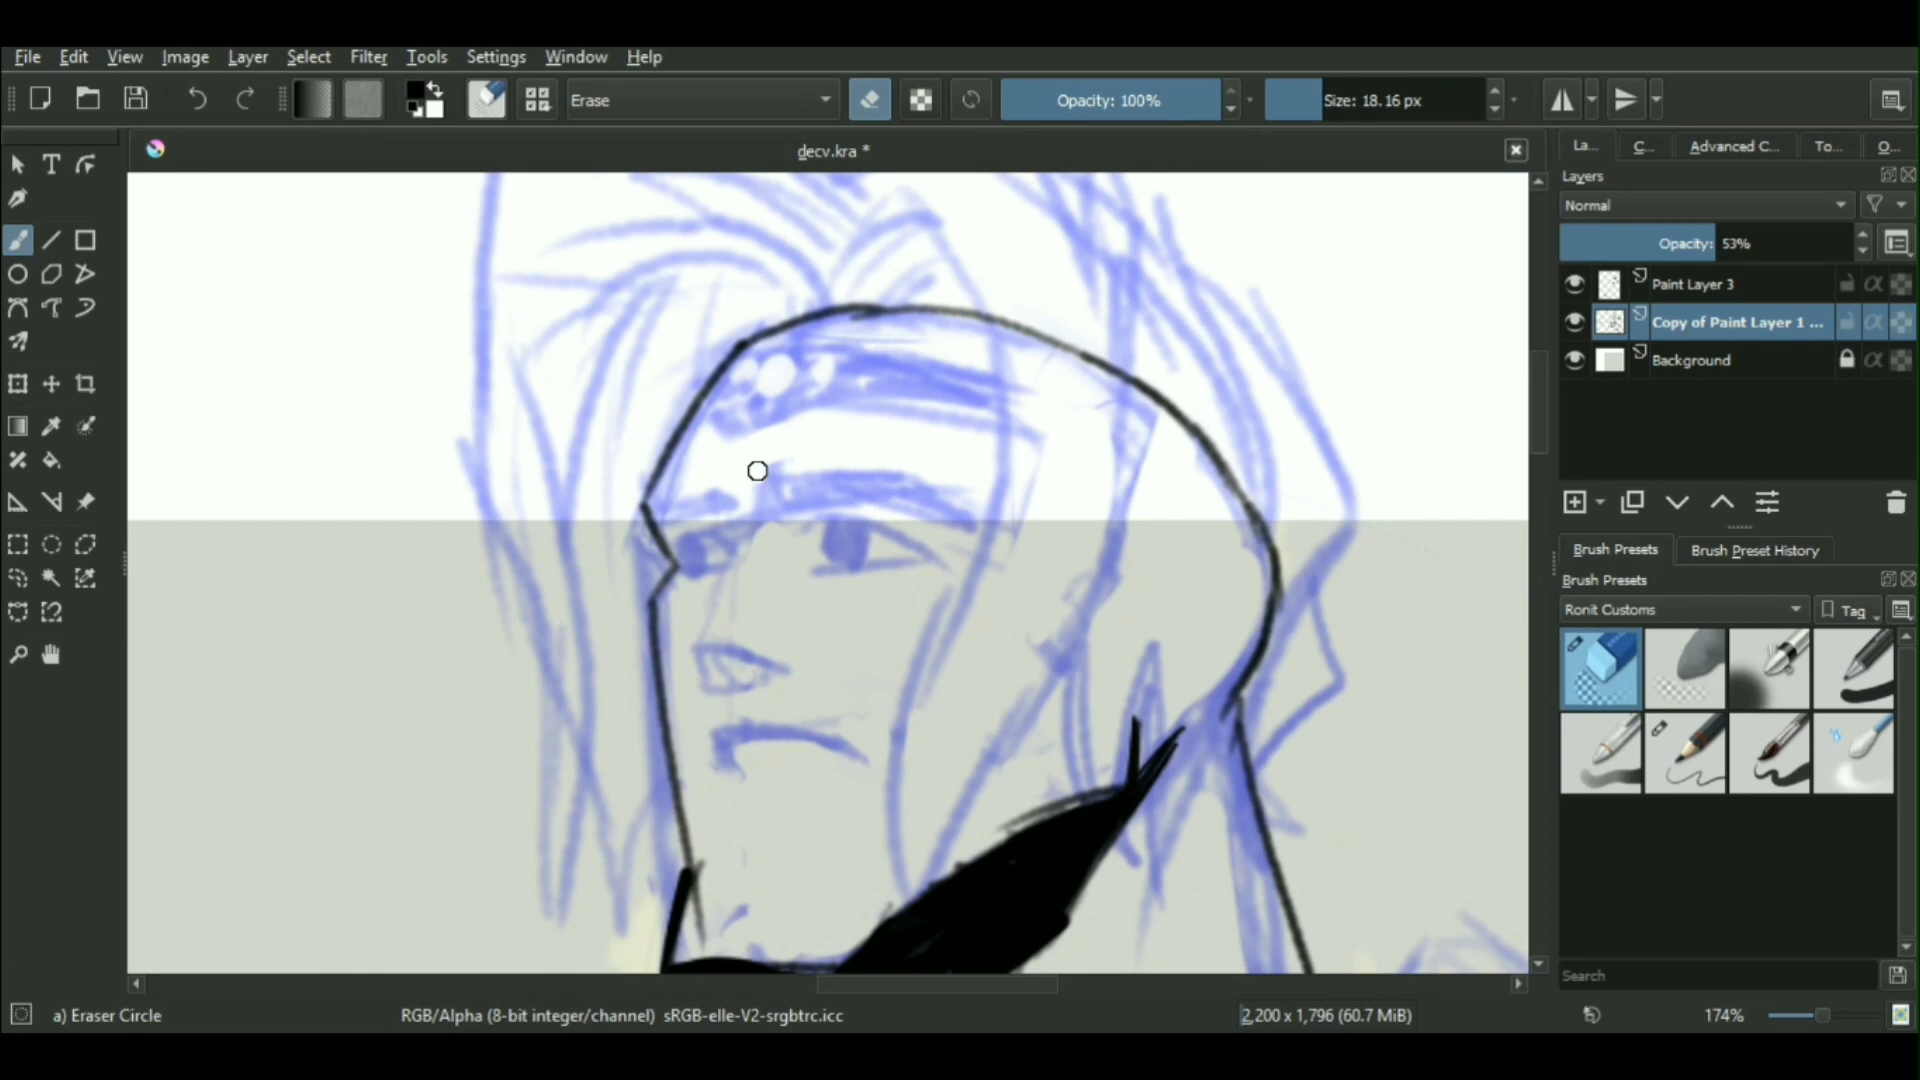 File Edit View Image Layer Select Filter Tools Settings Window Help
Erase
Opacity: 100%
Size: 18.16 px
decv.kra *
La... C... Advanced C... To... O...
Layers
Normal
Opacity: 53%
Paint Layer 3
Copy of Paint Layer 1 ...
Background
Brush Presets Brush Preset History
Brush Presets
Ronit Customs
Tag
Search
a) Eraser Circle
RGB/Alpha (8-bit integer/channel) sRGB-elle-V2-srgbtrc.icc
2,200 x 1,796 (60.7 MiB)
174%